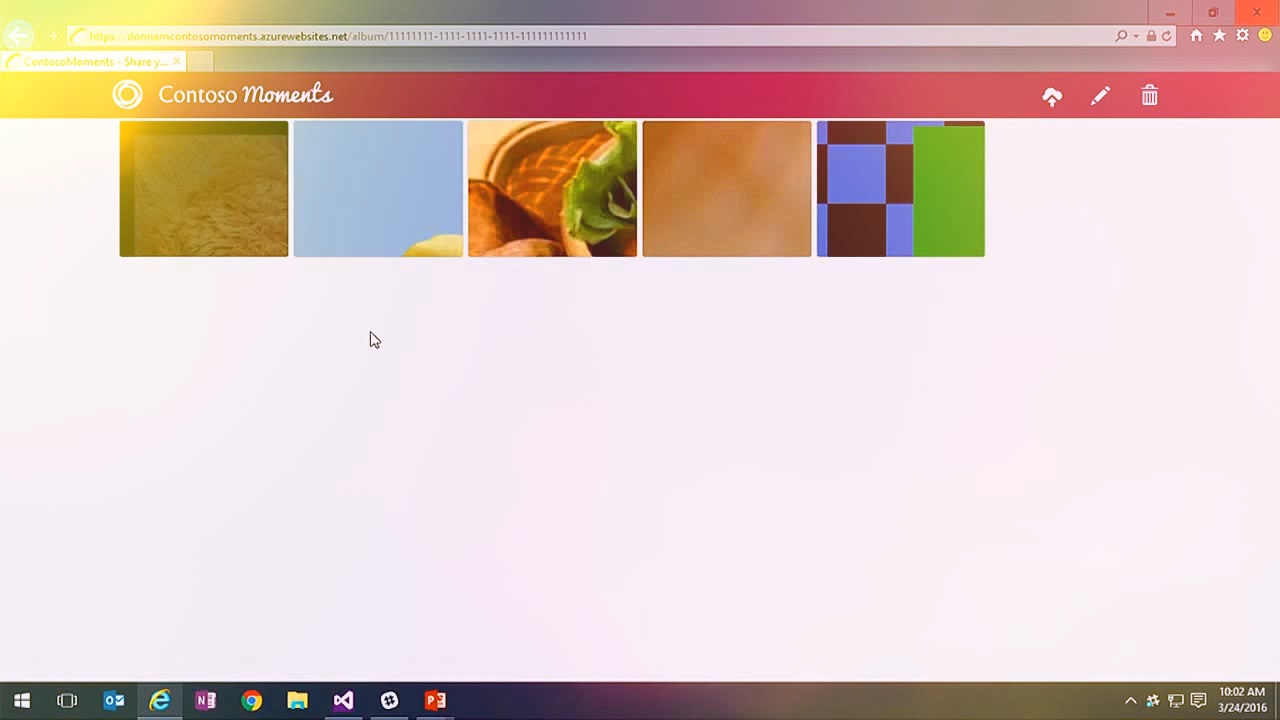 https://donnamcontosomoments.azurewebsites.net/album/11111111-1111-1111-1111-111111111111
ContosoMoments - Share y...
Contoso Moments
10:02 AM
3/24/2016